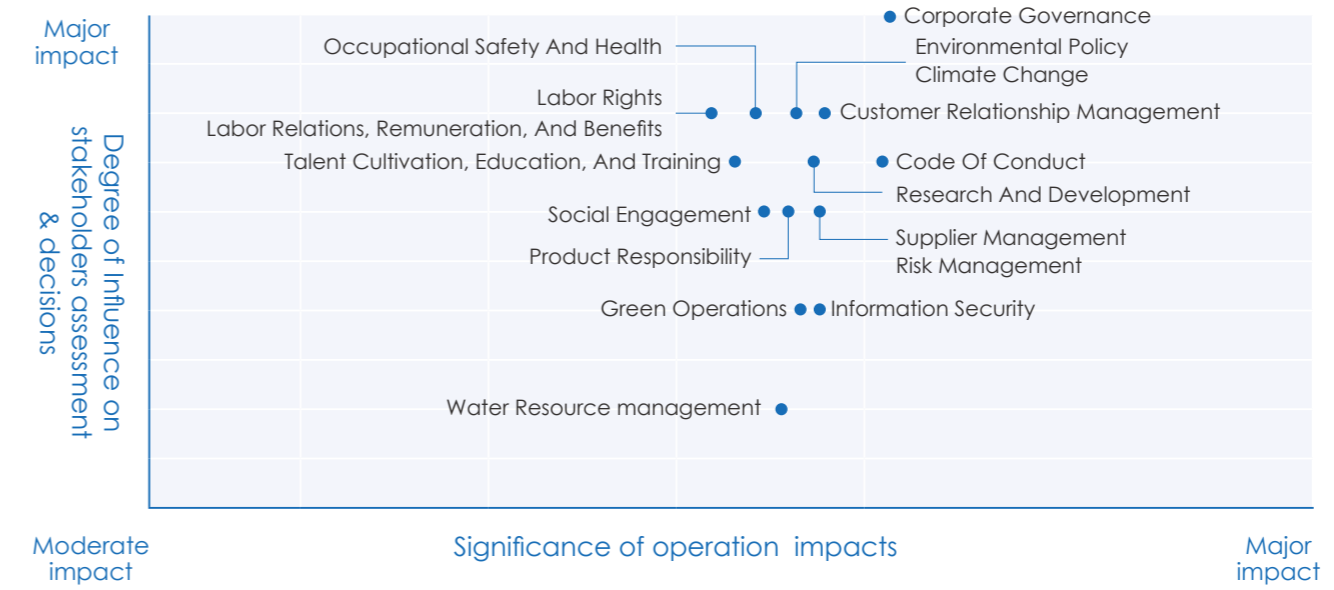 Major
impact
Corporate Governance
Occupational Safety And Health
Environmental Policy
Climate Change
Labor Rights
Labor Relations, Remuneration, And Benefits
Customer Relationship Management
Talent Cultivation, Education, And Training
Code Of Conduct
Research And Development
Social Engagement
Product Responsibility
Supplier Management
Risk Management
Green Operations
Information Security
Water Resource management
Degree of Influence on
stakeholders assessment
& decisions
Moderate
impact
Significance of operation impacts
Major
impact